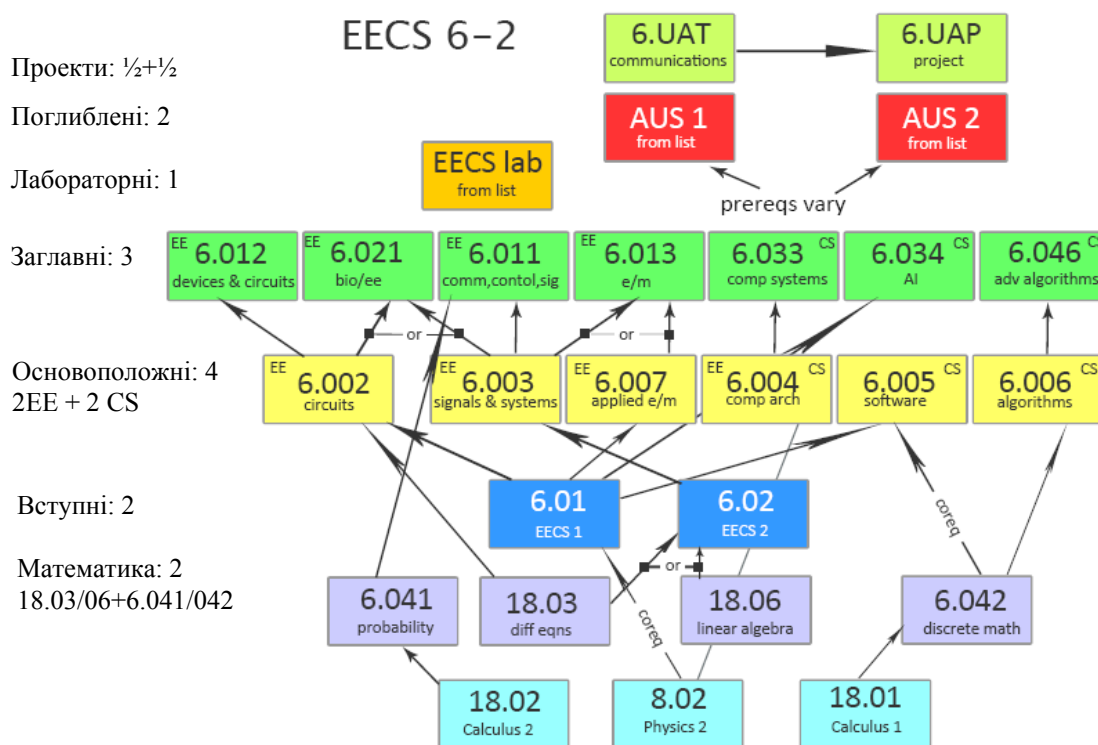 EECS 6-2
6.UAT
communications
6.UAP
project
Проекти: ½+½
Поглиблені: 2
AUS 1
from list
AUS 2
from list
EECS lab
from list
Лабораторні: 1
prereqs vary
Заглавні: 3
EE 6.012
devices & circuits
EE 6.021
bio/ee
EE 6.011
comm,contol,sig
EE 6.013
e/m
6.033 CS
comp systems
6.034 CS
AI
6.046 CS
adv algorithms
or
or
Основоположні: 4
2EE + 2 CS
EE 6.002
circuits
EE 6.003
signals & systems
EE 6.007
applied e/m
EE 6.004 CS
comp arch
6.005 CS
software
6.006 CS
algorithms
Вступні: 2
6.01
EECS 1
6.02
EECS 2
coreq
or
Математика: 2
18.03/06+6.041/042
6.041
probability
18.03
diff eqns
coreq
18.06
linear algebra
6.042
discrete math
18.02
Calculus 2
8.02
Physics 2
18.01
Calculus 1